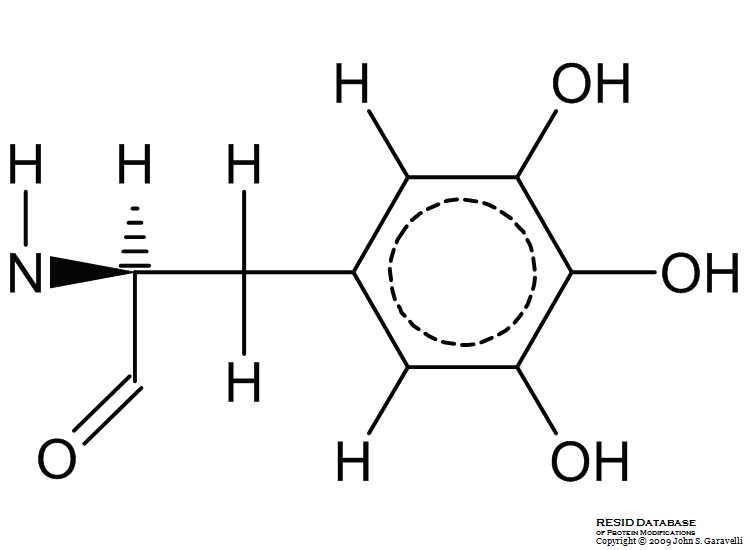 H OH
H H H
N OH
H
O H OH
RESID DATABASE
OF PROTEIN MODIFICATIONS
Copyright © 2009 John S. Garavelli